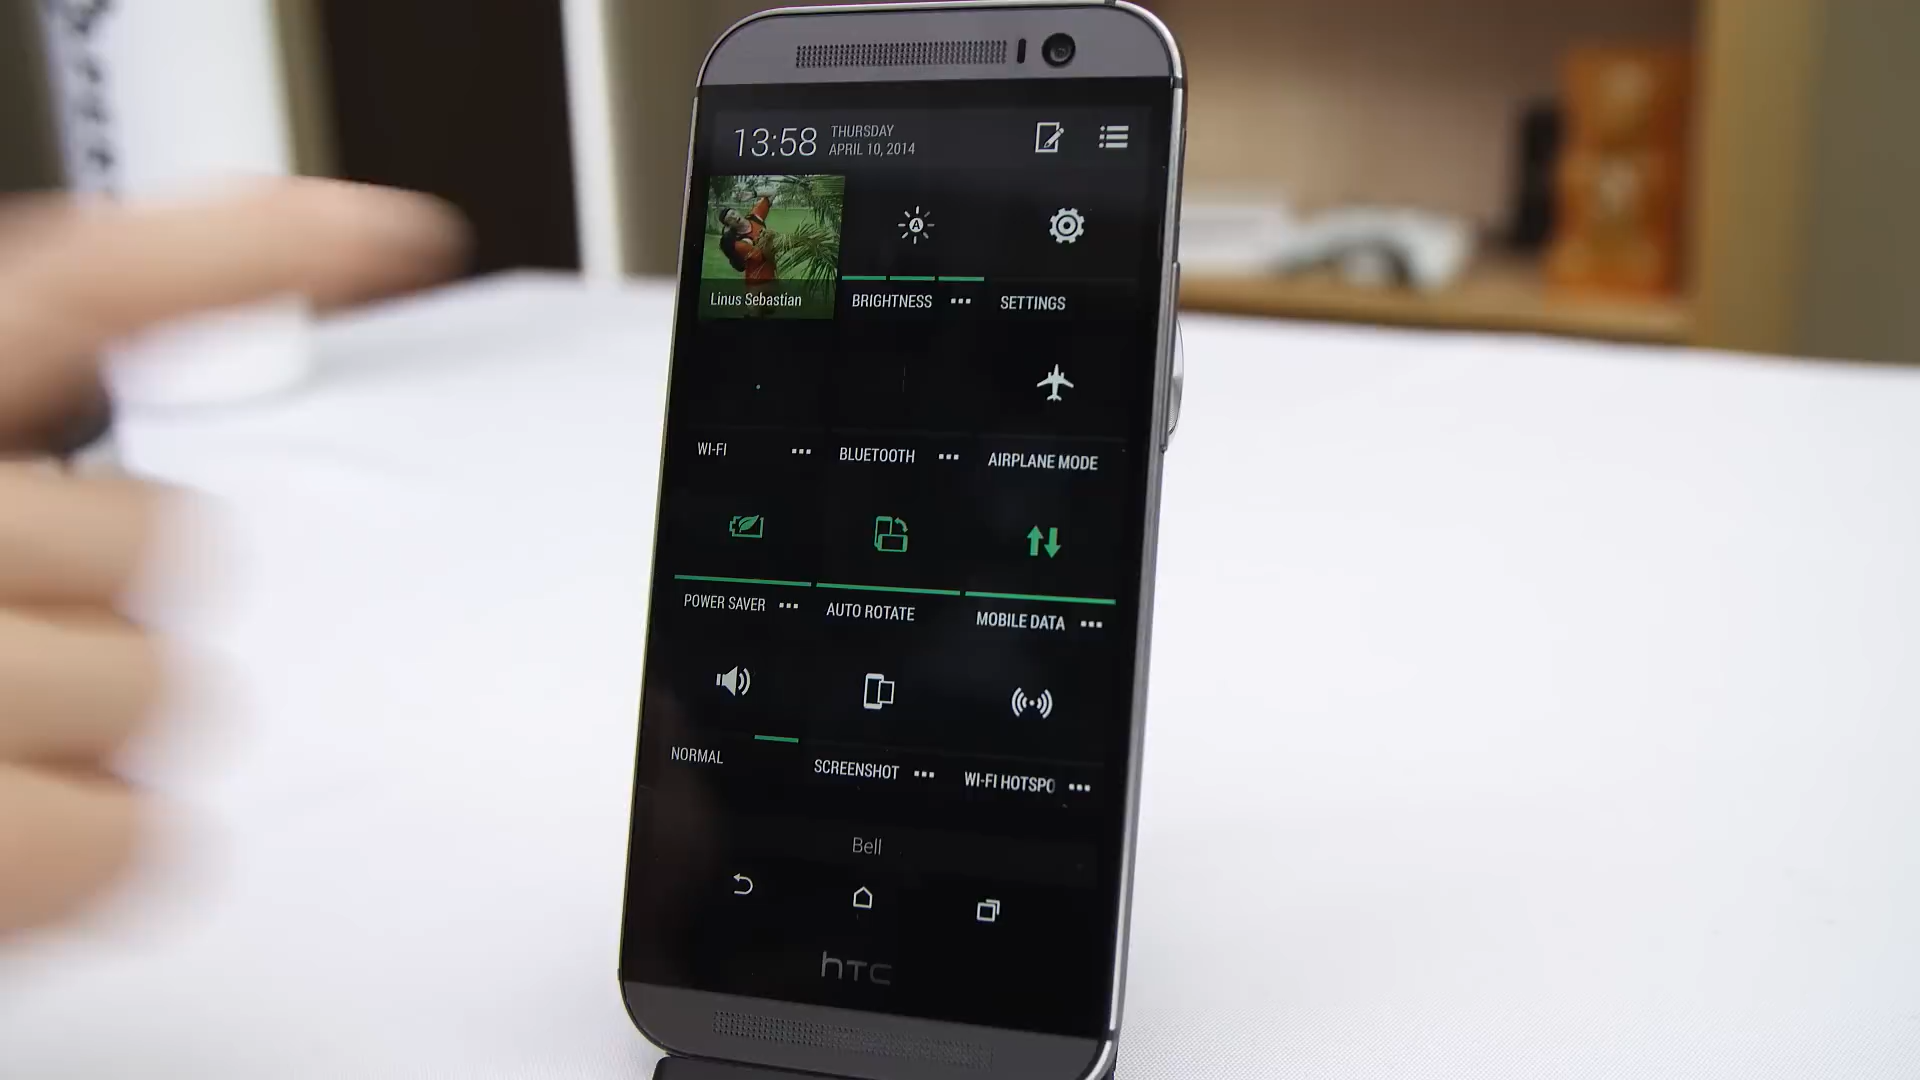 13:58
THURSDAY
APRIL 10, 2014
Linus Sebastian
BRIGHTNESS
SETTINGS
WI-FI
BLUETOOTH
AIRPLANE MODE
POWER SAVER
AUTO ROTATE
MOBILE DATA
NORMAL
SCREENSHOT
WI-FI HOTSPO
Bell
hTC